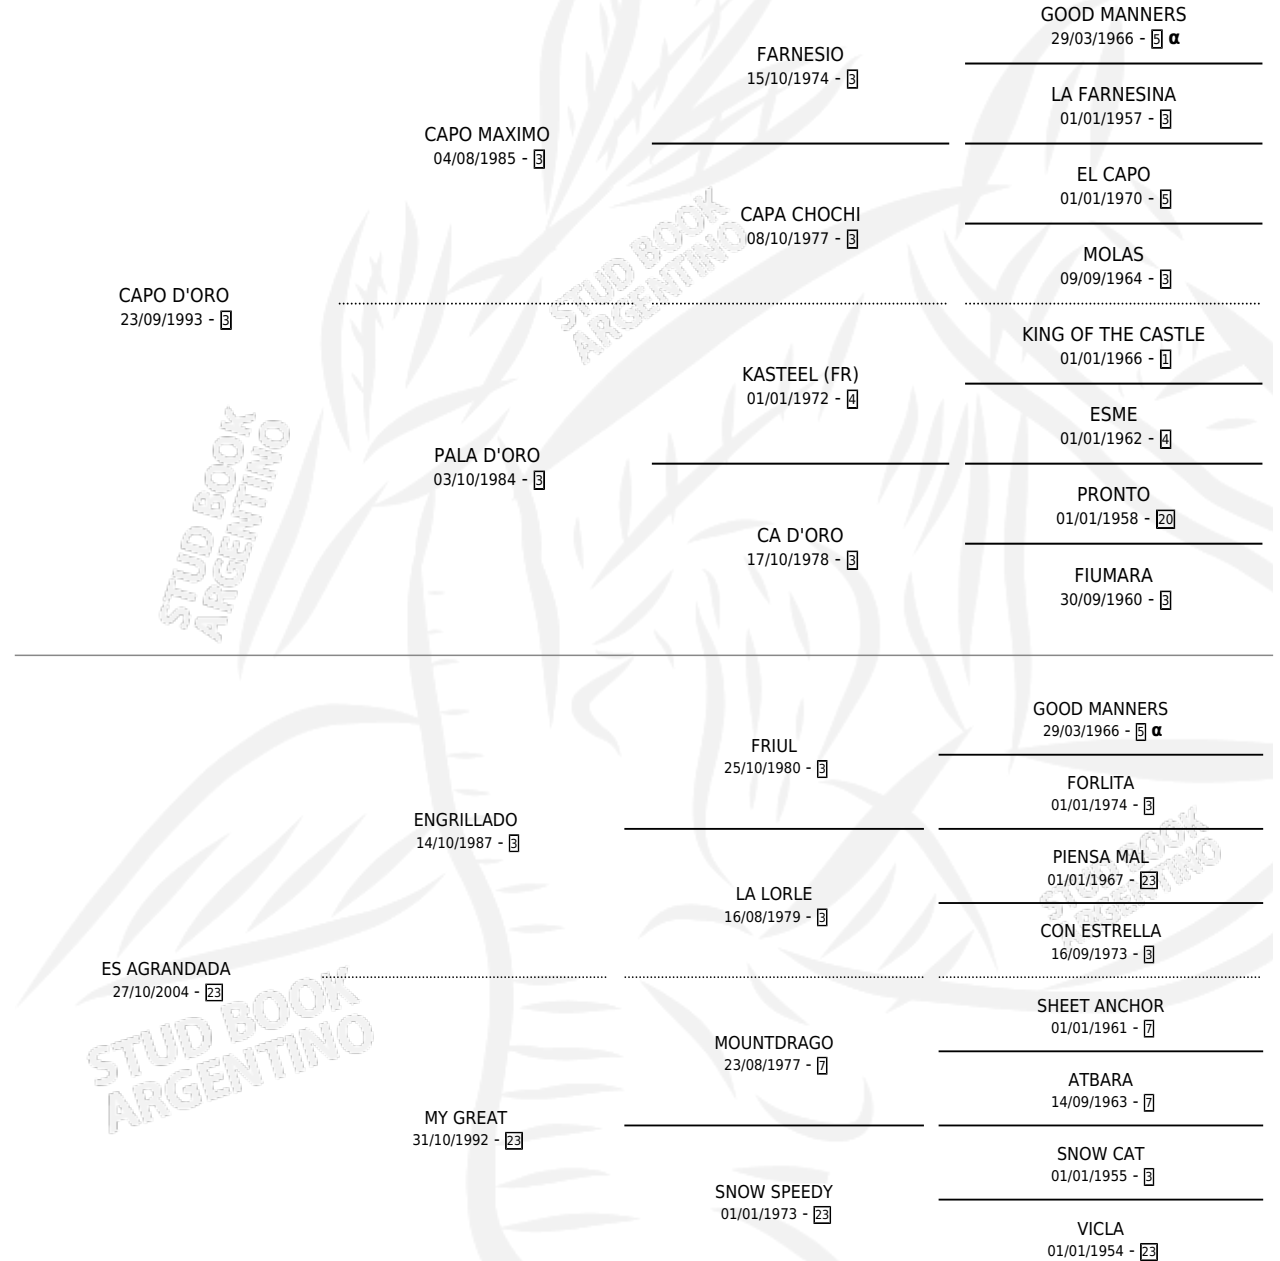 GOOD MANNERS
29/03/1966 - 5 α
FARNESIO
15/10/1974 - 3
LA FARNESINA
01/01/1957 - 3
CAPO MAXIMO
04/08/1985 - 3
EL CAPO
01/01/1970 - 5
CAPA CHOCHI
08/10/1977 - 3
MOLAS
09/09/1964 - 3
CAPO D'ORO
23/09/1993 - 3
STUD BOOK
ARGENTINO
KING OF THE CASTLE
01/01/1966 - 1
KASTEEL (FR)
01/01/1972 - 4
ESME
01/01/1962 - 4
PALA D'ORO
03/10/1984 - 3
PRONTO
01/01/1958 - 20
CA D'ORO
17/10/1978 - 3
FIUMARA
30/09/1960 - 3
STUD BOOK
ARGENTINO
GOOD MANNERS
29/03/1966 - 5 α
FRIUL
25/10/1980 - 3
FORLITA
01/01/1974 - 3
ENGRILLADO
14/10/1987 - 3
PIENSA MAL
01/01/1967 - 23
LA LORLE
16/08/1979 - 3
CON ESTRELLA
16/09/1973 - 3
STUD BOOK
ARGENTINO
ES AGRANDADA
27/10/2004 - 23
SHEET ANCHOR
01/01/1961 - 7
MOUNTDRAGO
23/08/1977 - 7
ATBARA
14/09/1963 - 7
STUD BOOK
ARGENTINO
MY GREAT
31/10/1992 - 23
SNOW CAT
01/01/1955 - 3
SNOW SPEEDY
01/01/1973 - 23
VICLA
01/01/1954 - 23